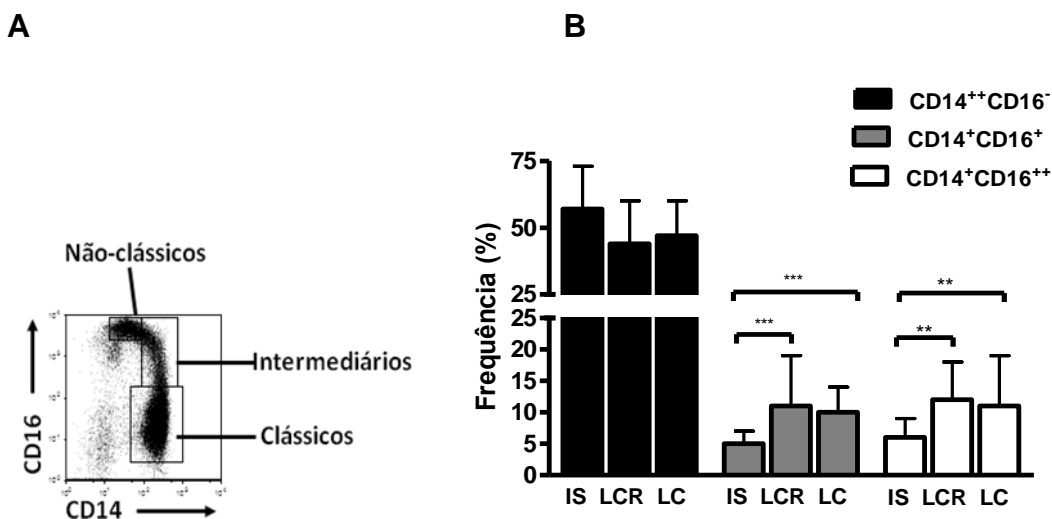 A
Não-clássicos
Intermediários
Clássicos
CD16
CD14
B
CD14⁺⁺CD16⁻
CD14⁺CD16⁺
CD14⁺CD16⁺⁺
Frequência (%)
75
50
25
25
20
15
10
5
0
***
***
**
**
IS LCR LC
IS LCR LC
IS LCR LC